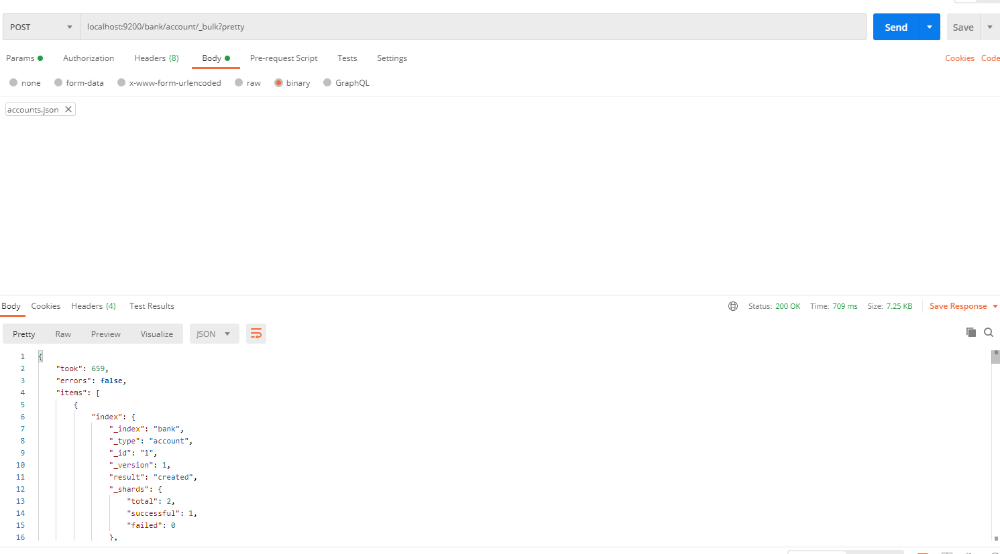 POST localhost:9200/bank/account/_bulk?pretty Send Save
Params Authorization Headers (8) Body Pre-request Script Tests Settings Cookies Code
none form-data x-www-form-urlencoded raw binary GraphQL
accounts.json
Body Cookies Headers (4) Test Results Status: 200 OK Time: 709 ms Size: 7.25 KB Save Response
Pretty Raw Preview Visualize JSON
1 {
2 "took": 659,
3 "errors": false,
4 "items": [
5 {
6 "index": {
7 "_index": "bank",
8 "_type": "account",
9 "_id": "1",
10 "_version": 1,
11 "result": "created",
12 "_shards": {
13 "total": 2,
14 "successful": 1,
15 "failed": 0
16 },